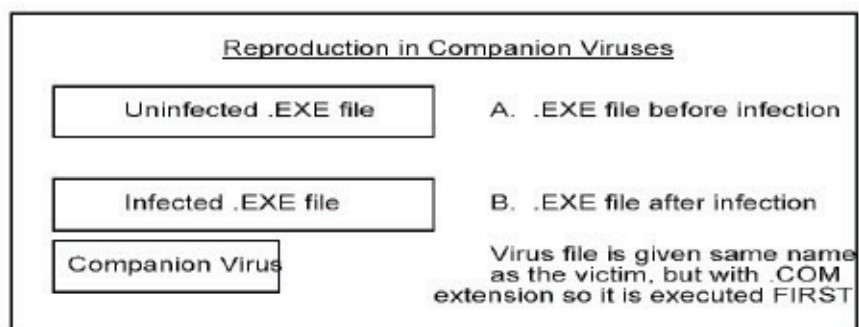 Reproduction in Companion Viruses
Uninfected .EXE file
A. .EXE file before infection
Infected .EXE file
B. .EXE file after infection
Companion Virus
Virus file is given same name
as the victim, but with .COM
extension so it is executed FIRST